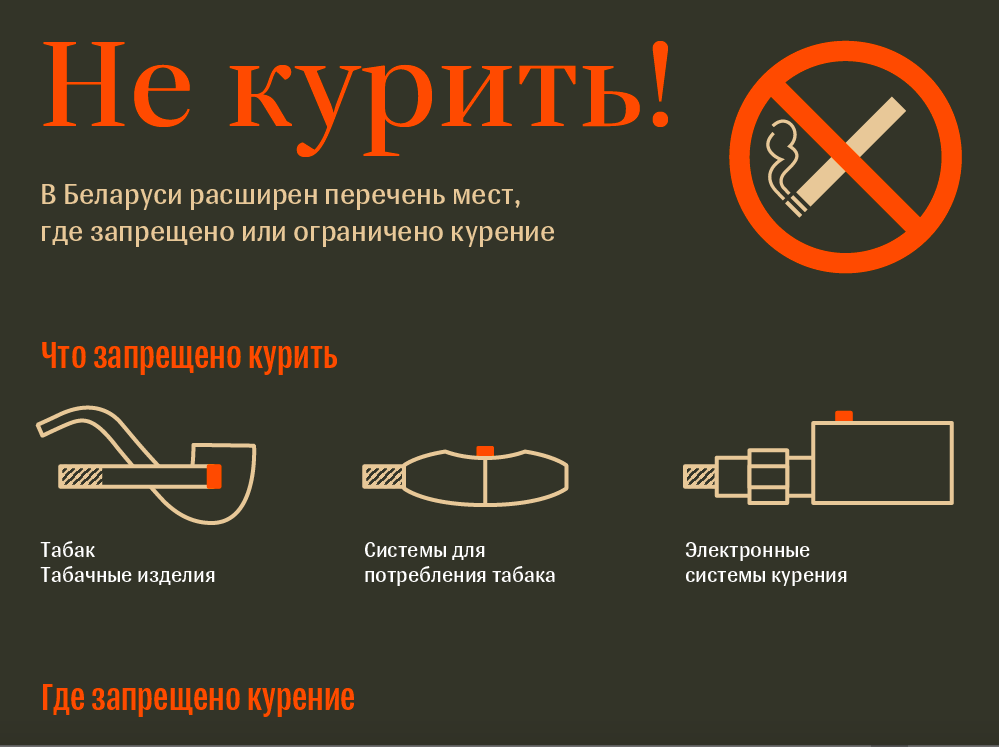 Не курить!
В Беларуси расширен перечень мест,
где запрещено или ограничено курение
Что запрещено курить
Табак
Табачные изделия
Системы для
потребления табака
Электронные
системы курения
Где запрещено курение